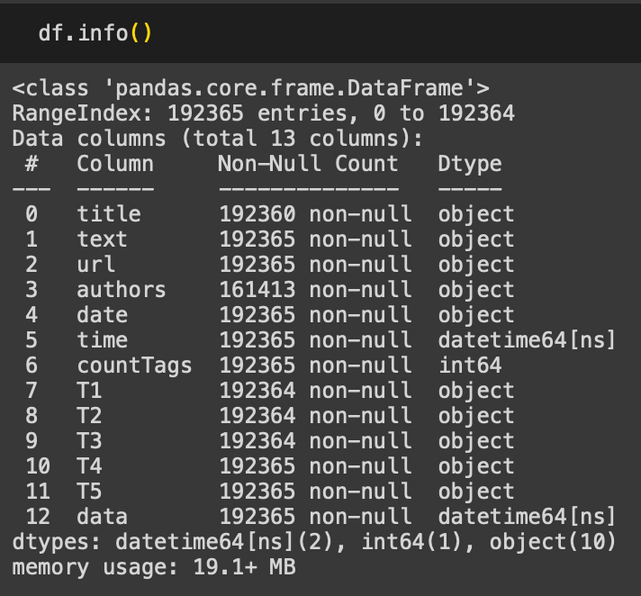 df.info()
<class 'pandas.core.frame.DataFrame'>
RangeIndex: 192365 entries, 0 to 192364
Data columns (total 13 columns):
 #   Column     Non-Null Count   Dtype
---  ------     --------------   -----
 0   title      192360 non-null  object
 1   text       192365 non-null  object
 2   url        192365 non-null  object
 3   authors    161413 non-null  object
 4   date       192365 non-null  object
 5   time       192365 non-null  datetime64[ns]
 6   countTags  192365 non-null  int64
 7   T1         192364 non-null  object
 8   T2         192364 non-null  object
 9   T3         192364 non-null  object
 10  T4         192365 non-null  object
 11  T5         192365 non-null  object
 12  data       192365 non-null  datetime64[ns]
dtypes: datetime64[ns](2), int64(1), object(10)
memory usage: 19.1+ MB